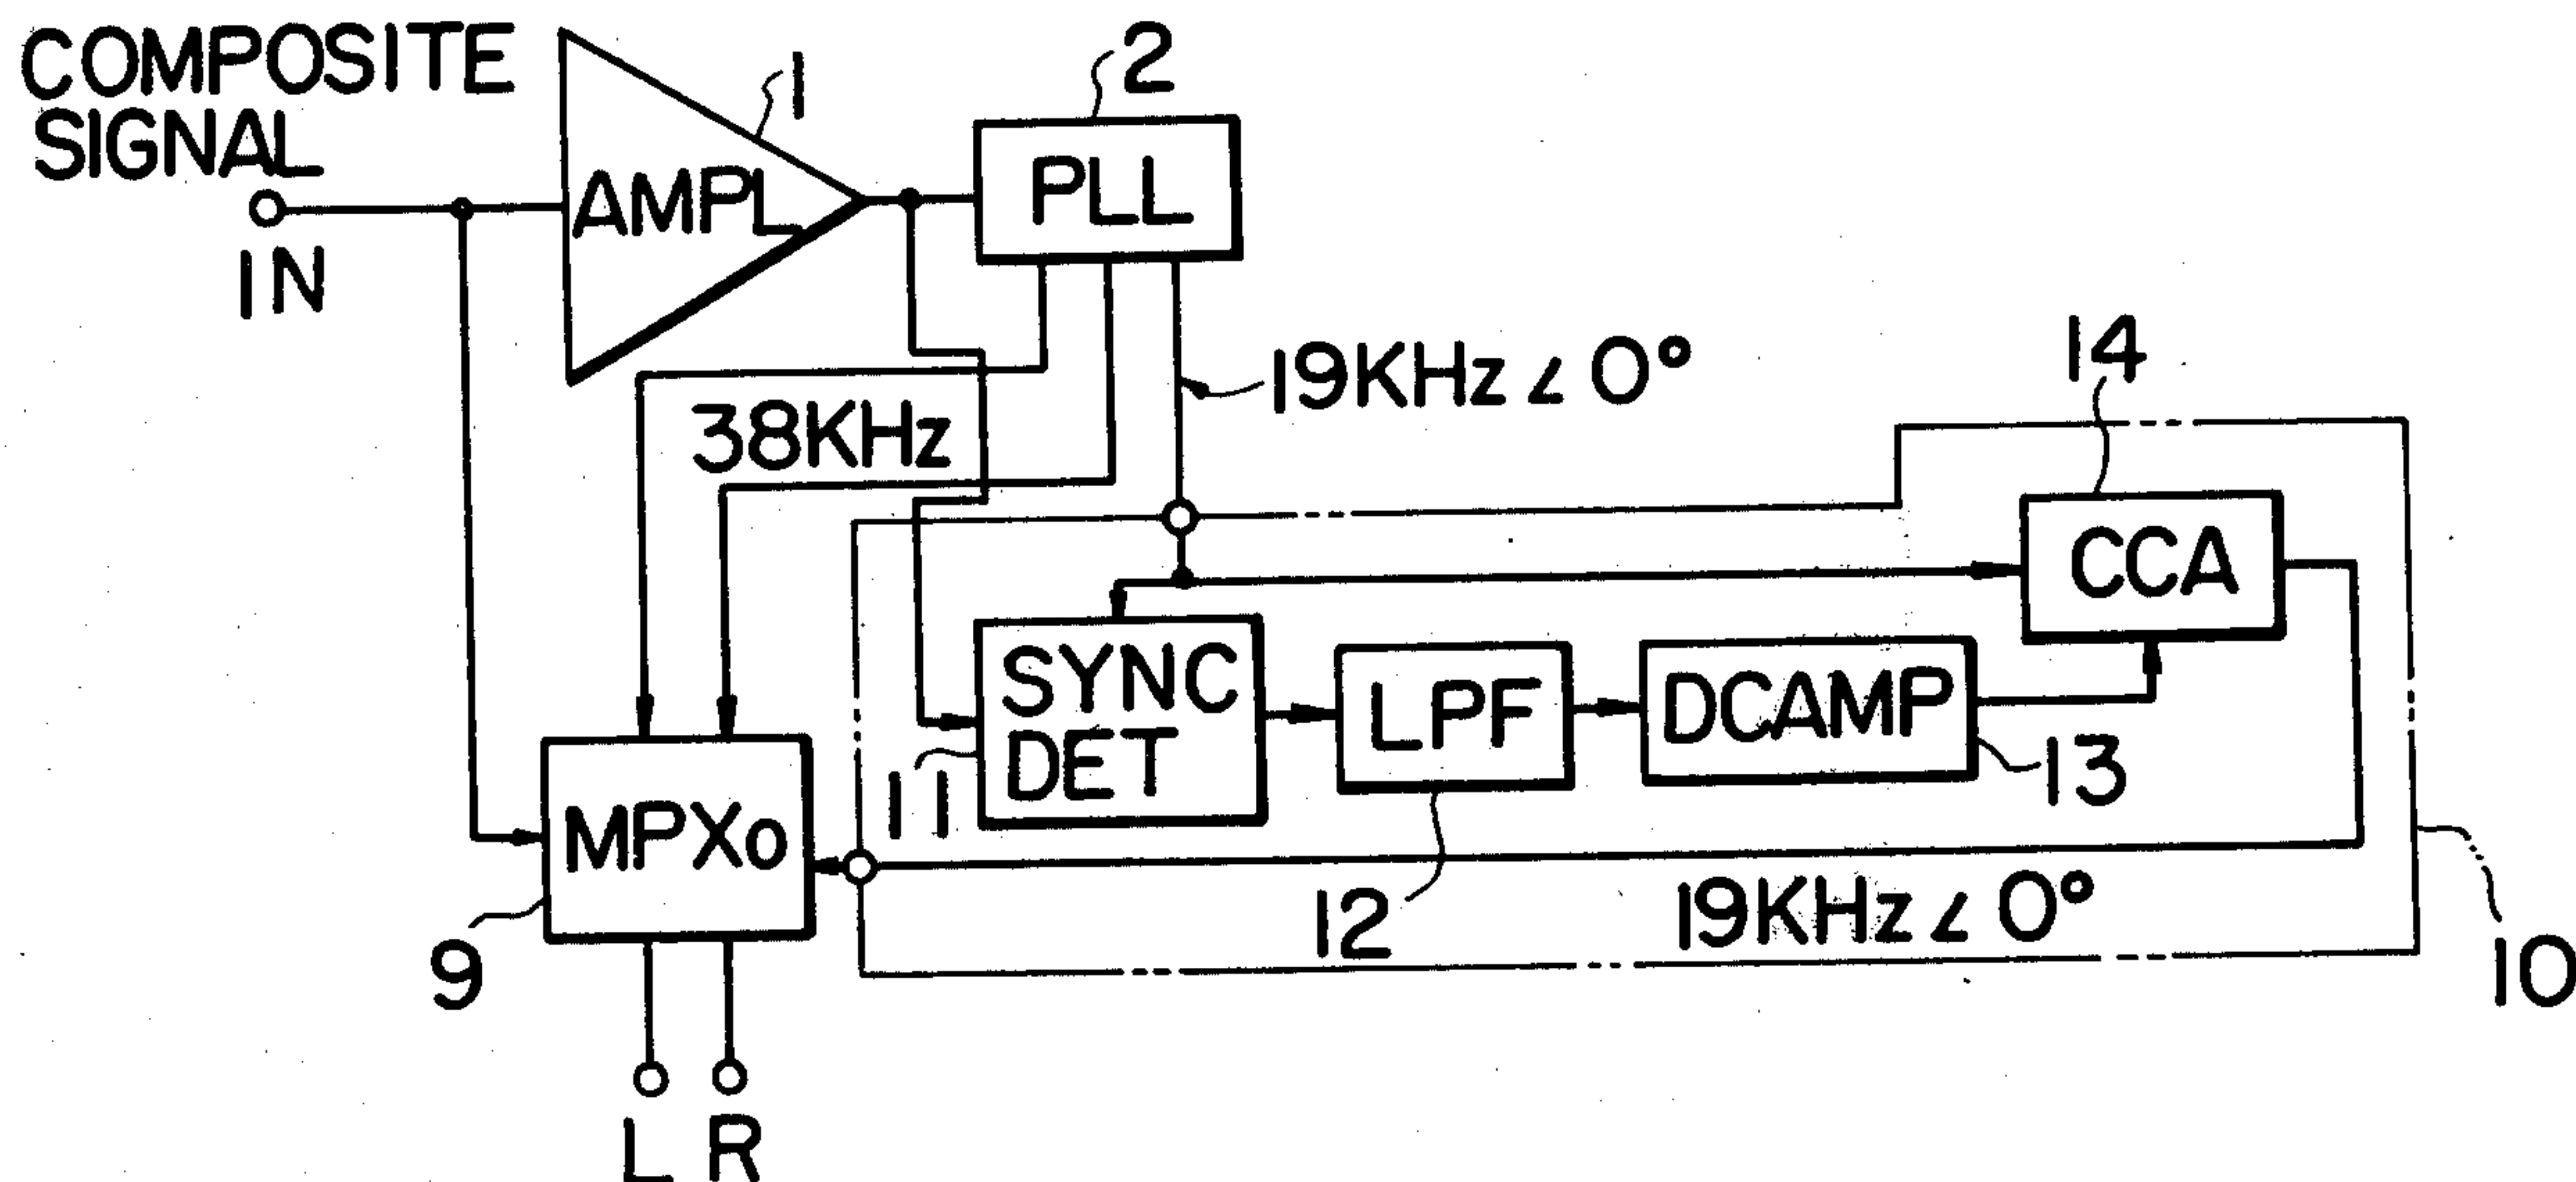 COMPOSITE
SIGNAL
IN
AMPL
1
2
PLL
19KHz ∠ 0°
38KHz
14
CCA
SYNC
DET
11
LPF
12
DCAMP
13
MPXo
9
19KHz ∠ 0°
10
L R